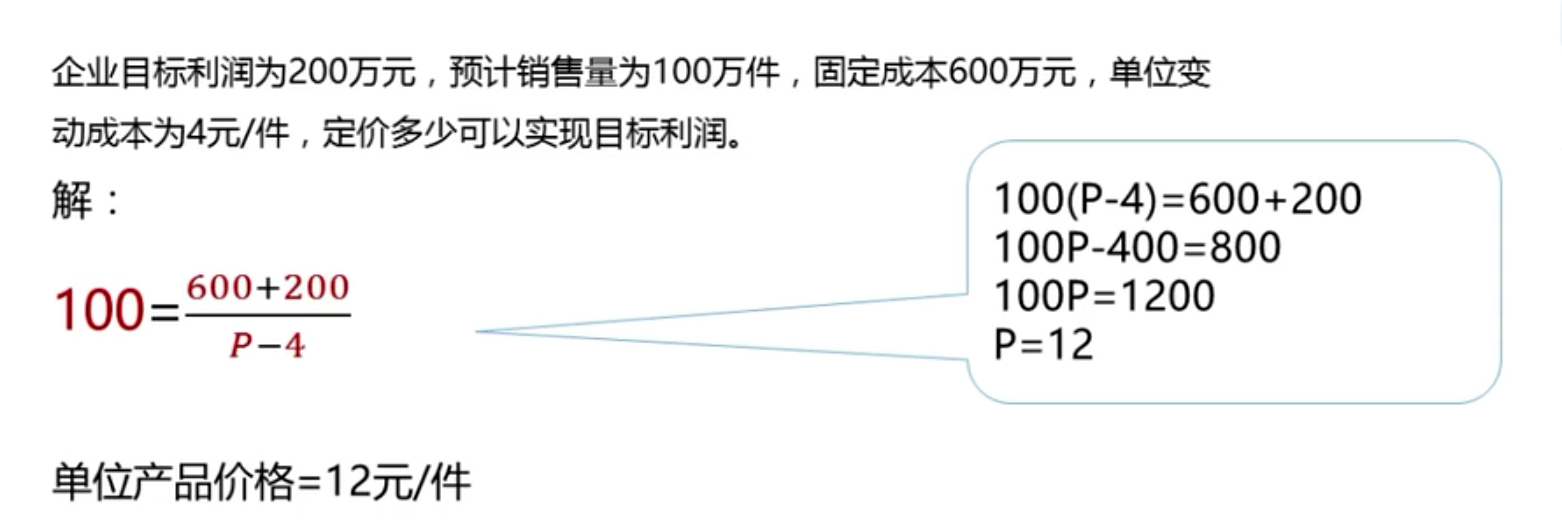 企业目标利润为200万元，预计销售量为100万件，固定成本600万元，单位变
动成本为4元/件，定价多少可以实现目标利润。
解：
100=\frac{600+200}{P-4}
100(P-4)=600+200
100P-400=800
100P=1200
P=12
单位产品价格=12元/件